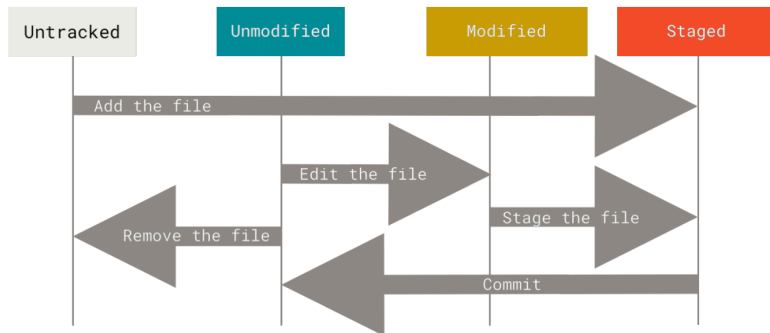 Untracked
Unmodified
Modified
Staged
Add the file
Edit the file
Stage the file
Remove the file
Commit